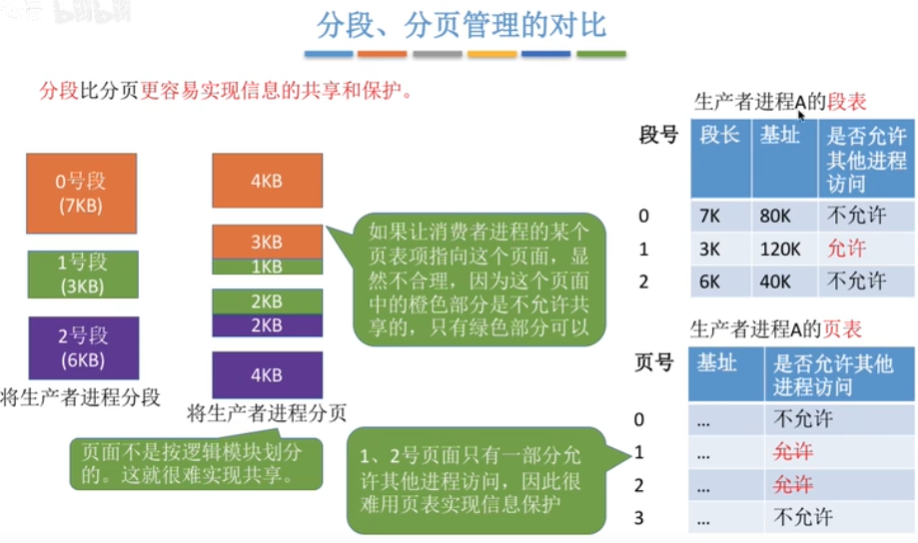 bilibili
分段、分页管理的对比
分段比分页更容易实现信息的共享和保护。
0号段
(7KB)
1号段
(3KB)
2号段
(6KB)
将生产者进程分段
4KB
3KB
1KB
2KB
2KB
4KB
将生产者进程分页
如果让消费者进程的某个
页表项指向这个页面，显
然不合理，因为这个页面
中的橙色部分是不允许共
享的，只有绿色部分可以
页面不是按逻辑模块划分
的。这就很难实现共享。
1、2号页面只有一部分允
许其他进程访问，因此很
难用页表实现信息保护
生产者进程A的段表
段号 段长 基址 是否允许
其他进程
访问
0 7K 80K 不允许
1 3K 120K 允许
2 6K 40K 不允许
生产者进程A的页表
页号 基址 是否允许其他
进程访问
0 ... 不允许
1 ... 允许
2 ... 允许
3 ... 不允许